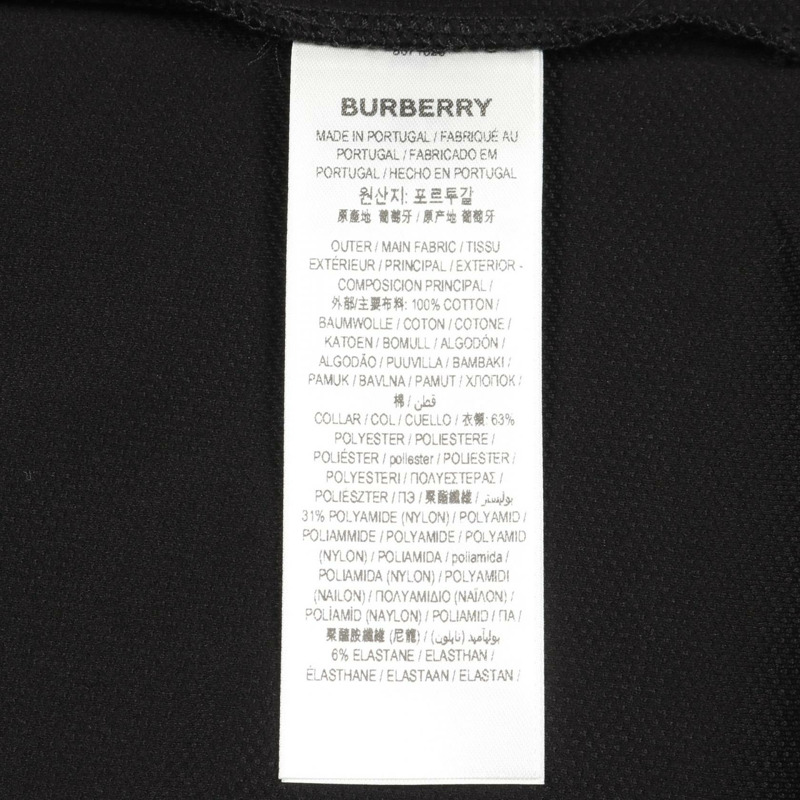 BURBERRY
MADE IN PORTUGAL / FABRIQUÉ AU
PORTUGAL / FABRICADO EM
PORTUGAL / HECHO EN PORTUGAL
원산지: 포르투갈
原產地 葡萄牙 / 原产地 葡萄牙
OUTER / MAIN FABRIC / TISSU
EXTÉRIEUR / PRINCIPAL / EXTERIOR -
COMPOSICION PRINCIPAL /
外部/主要布料: 100% COTTON /
BAUMWOLLE / COTON / COTONE /
KATOEN / BOMULL / ALGODÓN /
ALGODÃO / PUUVILLA / BAMBAKI /
PAMUK / BAVLNA / PAMUT / ХЛОПОК /
棉 / قطن
COLLAR / COL / CUELLO / 衣領: 63%
POLYESTER / POLIESTERE /
POLIÉSTER / poliester / POLIESTER /
POLYESTERI / ΠΟΛΥΕΣΤΕΡΑΣ /
POLIÉSZTER / ПЭ / 聚酯纖維 / بوليستر
31% POLYAMIDE (NYLON) / POLYAMID /
POLIAMMIDE / POLYAMIDE / POLYAMID
(NYLON) / POLIAMIDA / poliamida /
POLIAMIDA (NYLON) / POLYAMIDI
(NAILON) / ΠΟΛΥΑΜΙΔΙΟ (ΝΑΪΛΟΝ) /
POLÍAMÍD (NAYLON) / POLIAMID / ПА /
聚醯胺纖維 (尼龍) / بولياميد (نايلون)
6% ELASTANE / ELASTHAN /
ÉLASTHANE / ELASTAAN / ELASTAN /